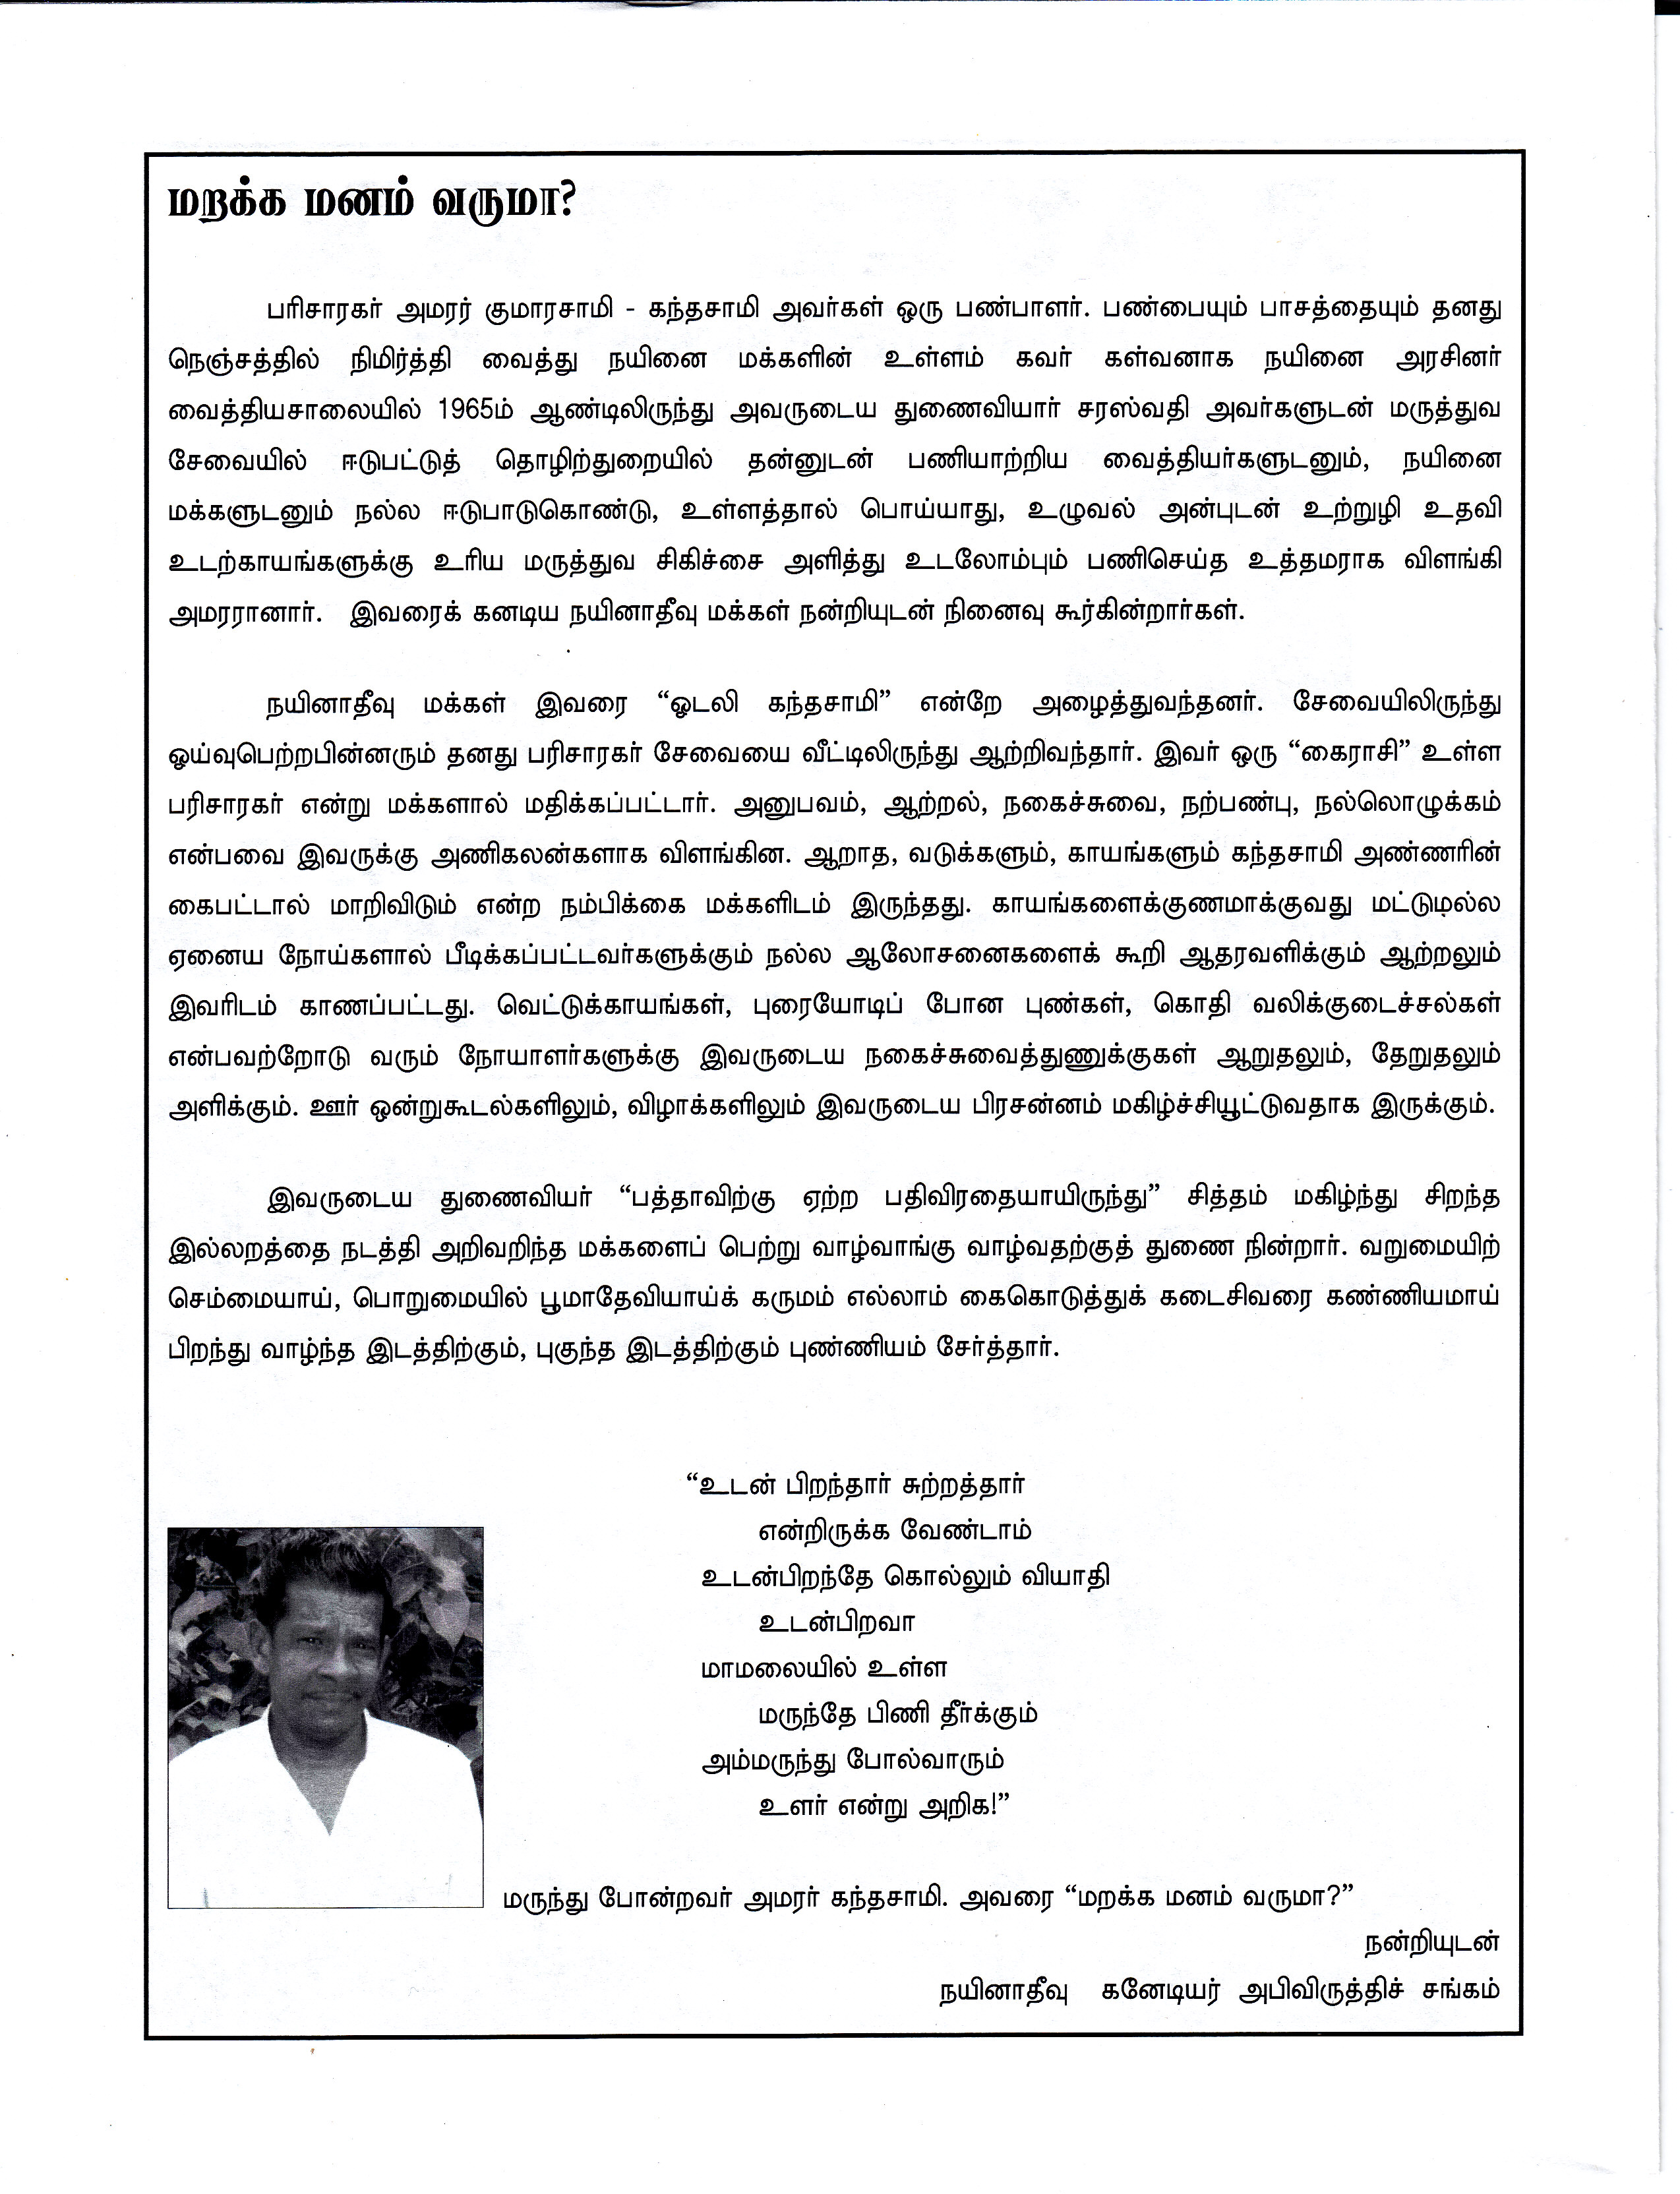 மறக்க மனம் வருமா?
பரிசாரகர் அமரர் குமாரசாமி - கந்தசாமி அவர்கள் ஒரு பண்பாளர். பண்பையும் பாசத்தையும் தனது
நெஞ்சத்தில் நிமிர்த்தி வைத்து நயினை மக்களின் உள்ளம் கவர் கள்வனாக நயினை அரசினர்
வைத்தியசாலையில் 1965ம் ஆண்டிலிருந்து அவருடைய துணைவியார் சரஸ்வதி அவர்களுடன் மருத்துவ
சேவையில் ஈடுபட்டுத் தொழிற்துறையில் தன்னுடன் பணியாற்றிய வைத்தியர்களுடனும், நயினை
மக்களுடனும் நல்ல ஈடுபாடுகொண்டு, உள்ளத்தால் பொய்யாது, உழுவல் அன்புடன் உற்றுழி உதவி
உடற்காயங்களுக்கு உரிய மருத்துவ சிகிச்சை அளித்து உடலோம்பும் பணிசெய்த உத்தமராக விளங்கி
அமரரானார். இவரைக் கனடிய நயினாதீவு மக்கள் நன்றியுடன் நினைவு கூர்கின்றார்கள்.
நயினாதீவு மக்கள் இவரை “ஓடலி கந்தசாமி” என்றே அழைத்துவந்தனர். சேவையிலிருந்து
ஓய்வுபெற்றபின்னரும் தனது பரிசாரகர் சேவையை வீட்டிலிருந்து ஆற்றிவந்தார். இவர் ஒரு “கைராசி” உள்ள
பரிசாரகர் என்று மக்களால் மதிக்கப்பட்டார். அனுபவம், ஆற்றல், நகைச்சுவை, நற்பண்பு, நல்லொழுக்கம்
என்பவை இவருக்கு அணிகலன்களாக விளங்கின. ஆறாத, வடுக்களும், காயங்களும் கந்தசாமி அண்ணரின்
கைபட்டால் மாறிவிடும் என்ற நம்பிக்கை மக்களிடம் இருந்தது. காயங்களைக்குணமாக்குவது மட்டுமல்ல
ஏனைய நோய்களால் பீடிக்கப்பட்டவர்களுக்கும் நல்ல ஆலோசனைகளைக் கூறி ஆதரவளிக்கும் ஆற்றலும்
இவரிடம் காணப்பட்டது. வெட்டுக்காயங்கள், புரையோடிப் போன புண்கள், கொதி வலிக்குடைச்சல்கள்
என்பவற்றோடு வரும் நோயாளர்களுக்கு இவருடைய நகைச்சுவைத்துணுக்குகள் ஆறுதலும், தேறுதலும்
அளிக்கும். ஊர் ஒன்றுகூடல்களிலும், விழாக்களிலும் இவருடைய பிரசன்னம் மகிழ்ச்சியூட்டுவதாக இருக்கும்.
இவருடைய துணைவியர் “பத்தாவிற்கு ஏற்ற பதிவிரதையாயிருந்து” சித்தம் மகிழ்ந்து சிறந்த
இல்லறத்தை நடத்தி அறிவறிந்த மக்களைப் பெற்று வாழ்வாங்கு வாழ்வதற்குத் துணை நின்றார். வறுமையிற்
செம்மையாய், பொறுமையில் பூமாதேவியாய்க் கருமம் எல்லாம் கைகொடுத்துக் கடைசிவரை கண்ணியமாய்
பிறந்து வாழ்ந்த இடத்திற்கும், புகுந்த இடத்திற்கும் புண்ணியம் சேர்த்தார்.
“உடன் பிறந்தார் சுற்றத்தார்
என்றிருக்க வேண்டாம்
உடன்பிறந்தே கொல்லும் வியாதி
உடன்பிறவா
மாமலையில் உள்ள
மருந்தே பிணி தீர்க்கும்
அம்மருந்து போல்வாரும்
உளர் என்று அறிக!”
மருந்து போன்றவர் அமரர் கந்தசாமி. அவரை “மறக்க மனம் வருமா?”
நன்றியுடன்
நயினாதீவு கனேடியர் அபிவிருத்திச் சங்கம்